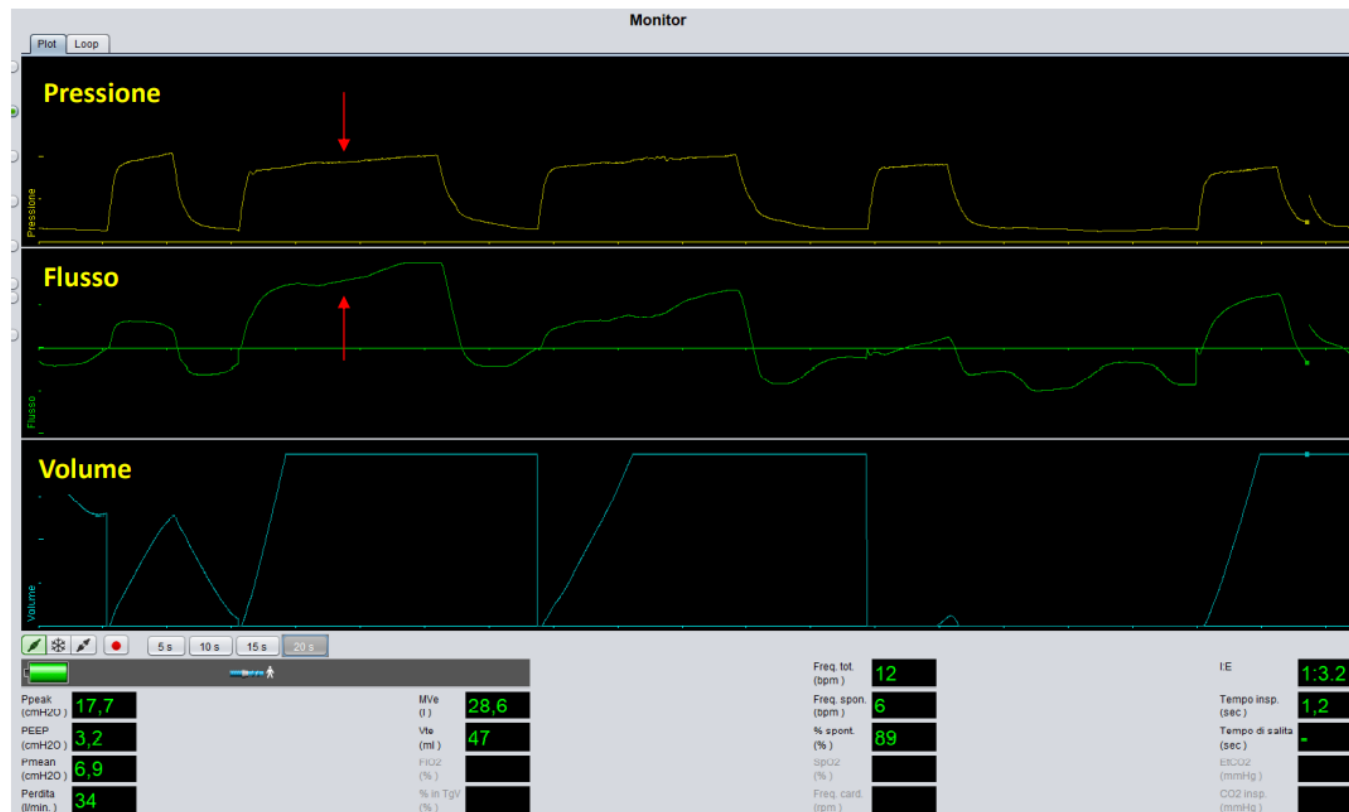 Monitor
Plot Loop
Pressione
Pressione
Flusso
Flusso
Volume
Volume
5 s 10 s 15 s 20 s
Freq. tot. (bpm) 12
I:E 1:3.2
Ppeak (cmH2O) 17,7
MVe (l) 28,6
Freq. spon. (bpm) 6
Tempo insp. (sec) 1,2
PEEP (cmH2O) 3,2
Vte (ml) 47
% spont. (%) 89
Tempo di salita (sec) -
Pmean (cmH2O) 6,9
FIO2 (%)
SpO2 (%)
EtCO2 (mmHg)
Perdita (l/min.) 34
% in TgV (%)
Freq. card. (rpm)
CO2 insp. (mmHg)